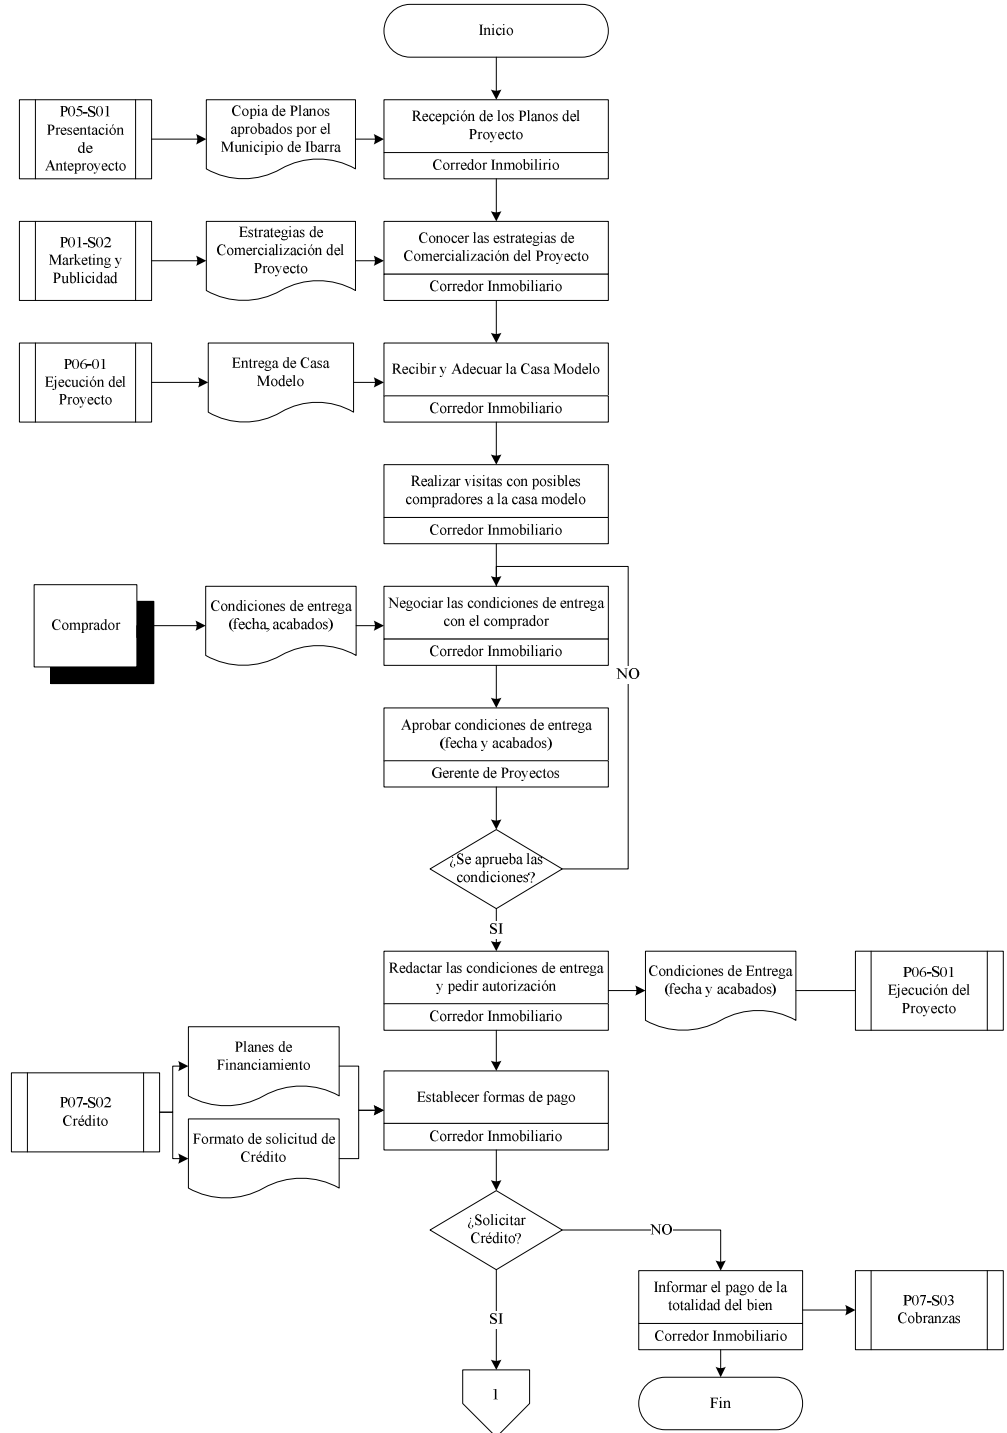 Inicio
P05-S01
Presentación
de
Anteproyecto
Copia de Planos
aprobados por el
Municipio de Ibarra
Recepción de los Planos del
Proyecto
Corredor Inmobilirio
P01-S02
Marketing y
Publicidad
Estrategias de
Comercialización del
Proyecto
Conocer las estrategias de
Comercialización del Proyecto
Corredor Inmobiliario
P06-01
Ejecución del
Proyecto
Entrega de Casa
Modelo
Recibir y Adecuar la Casa Modelo
Corredor Inmobiliario
Realizar visitas con posibles
compradores a la casa modelo
Corredor Inmobiliario
Comprador
Condiciones de entrega
(fecha, acabados)
Negociar las condiciones de entrega
con el comprador
Corredor Inmobiliario
NO
Aprobar condiciones de entrega
(fecha y acabados)
Gerente de Proyectos
¿Se aprueba las
condiciones?
SI
Redactar las condiciones de entrega
y pedir autorización
Corredor Inmobiliario
Condiciones de Entrega
(fecha y acabados)
P06-S01
Ejecución del
Proyecto
P07-S02
Crédito
Planes de
Financiamiento
Formato de solicitud de
Crédito
Establecer formas de pago
Corredor Inmobiliario
¿Solicitar
Crédito?
NO
SI
Informar el pago de la
totalidad del bien
Corredor Inmobiliario
P07-S03
Cobranzas
1
Fin